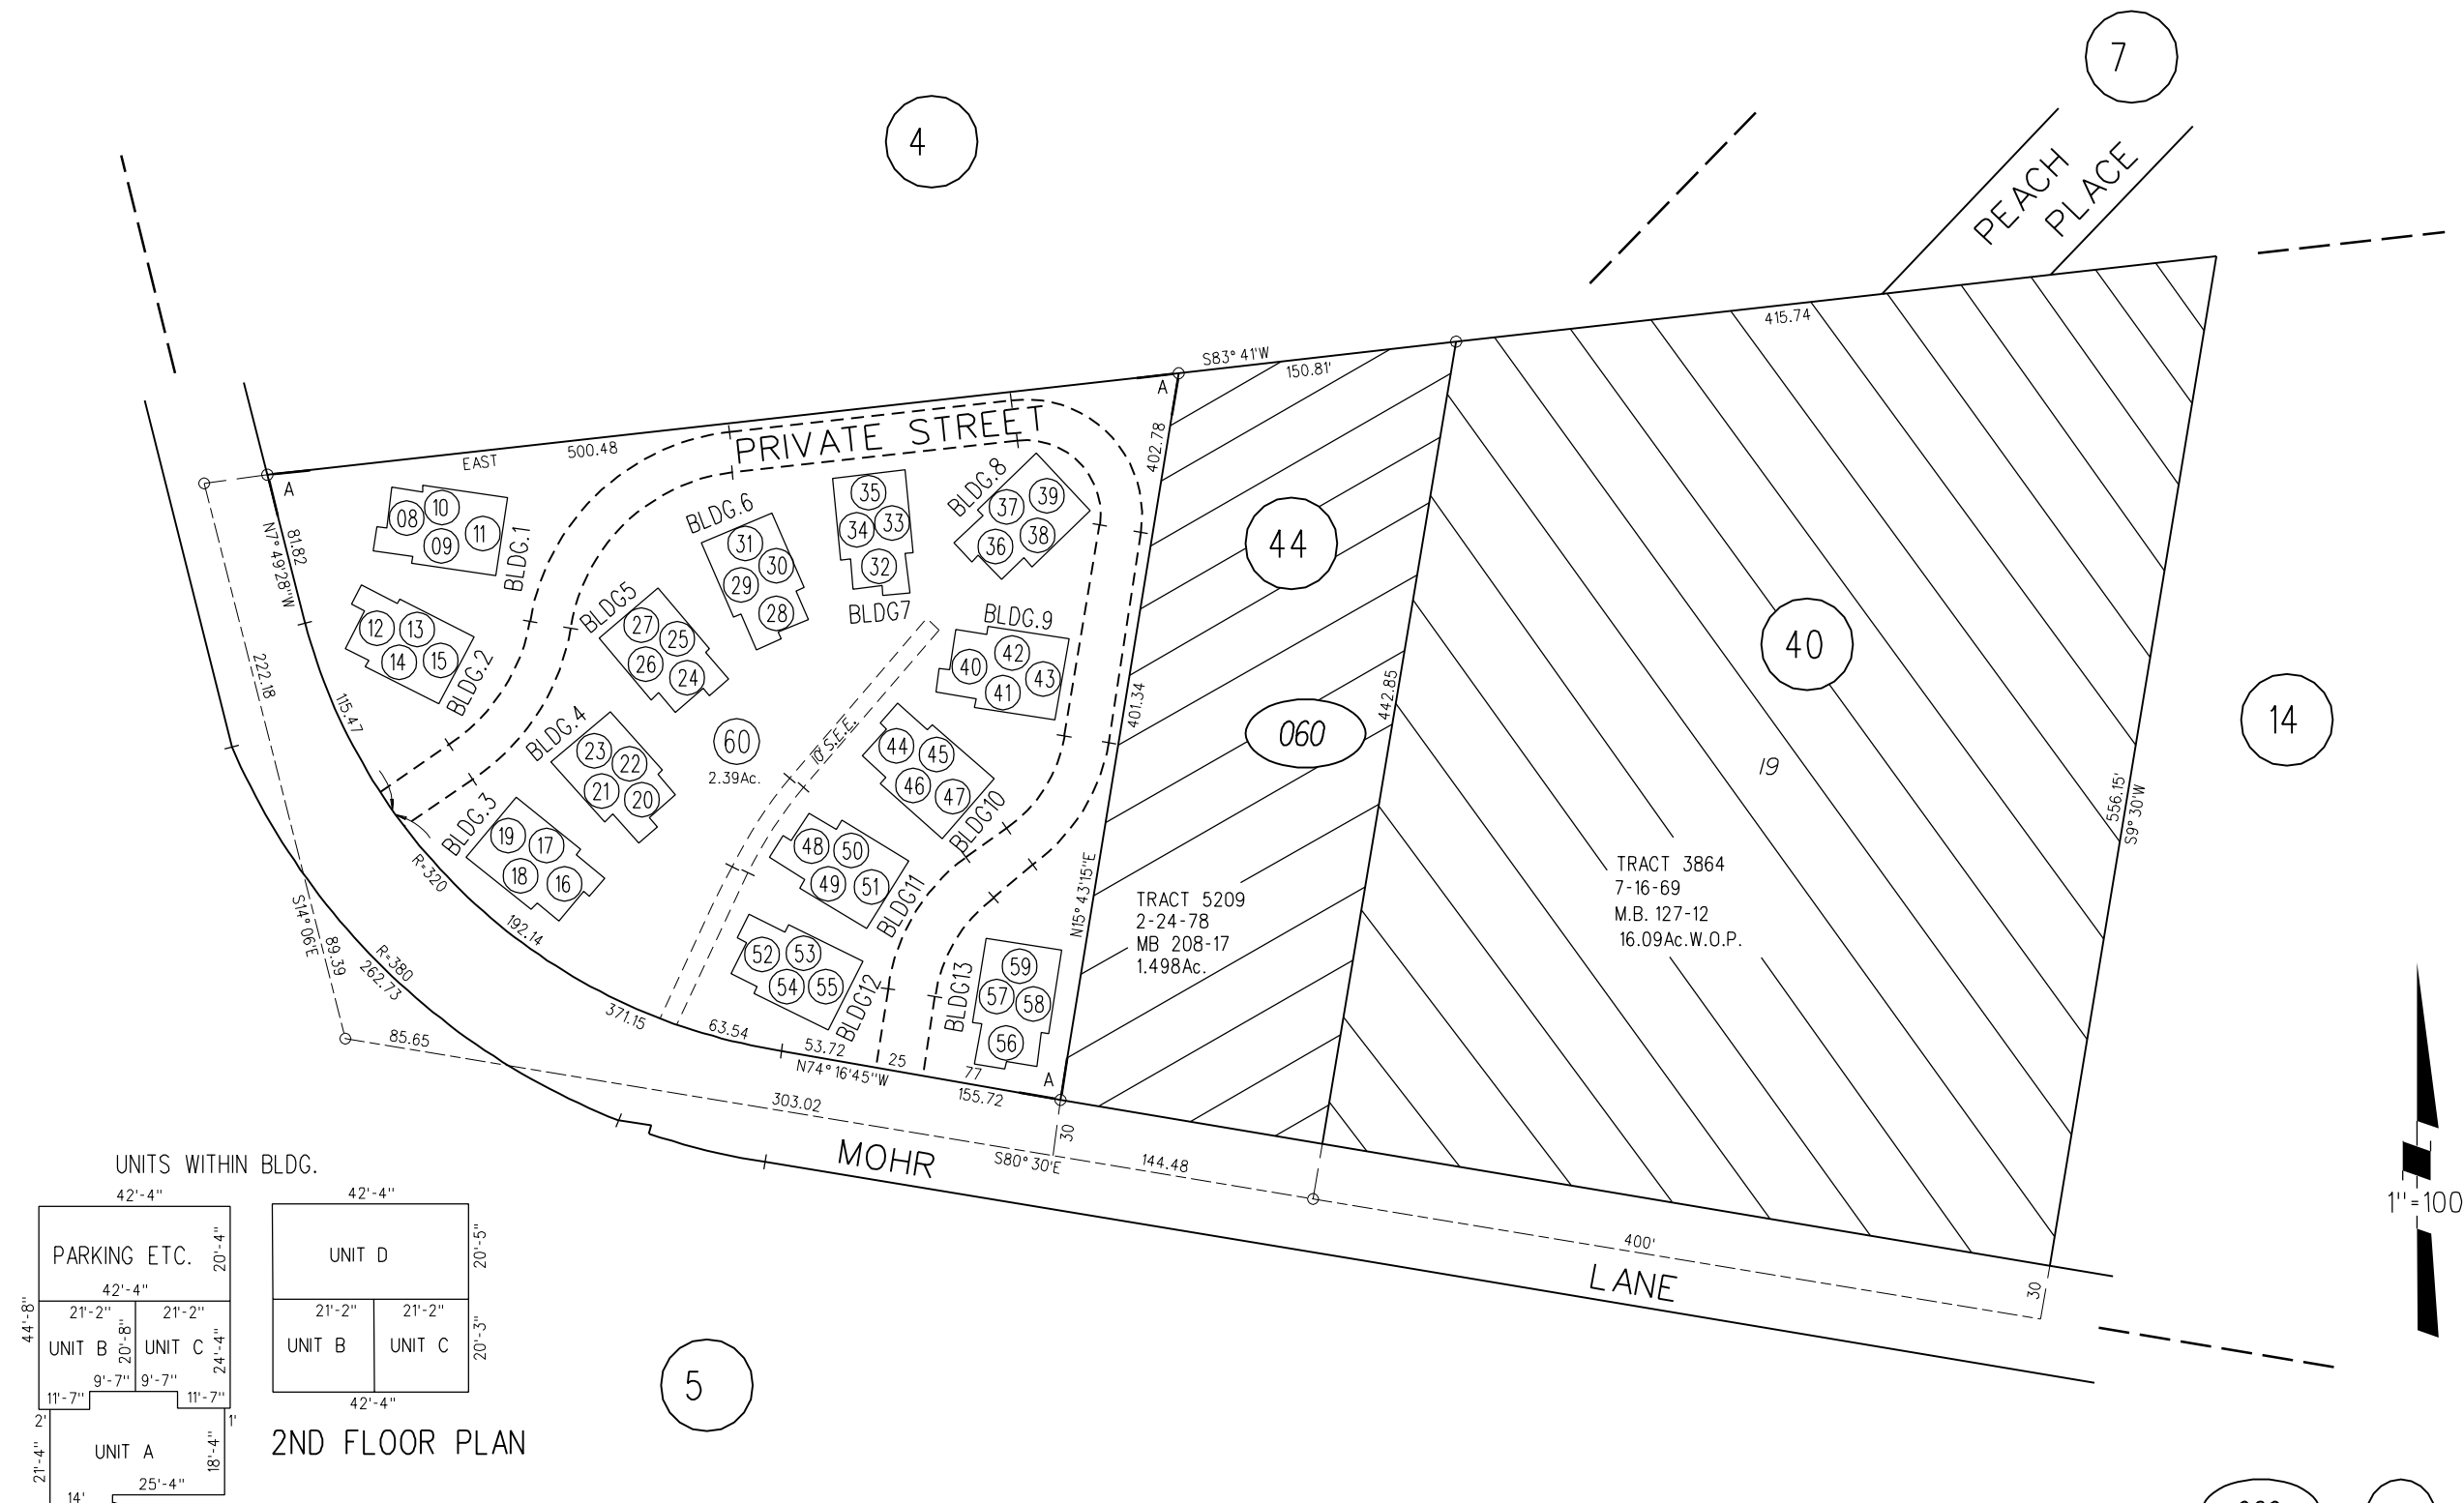 7
4
PEACH
PLACE
415.74
S83° 41'W
150.81'
A
PRIVATE STREET
EAST
500.48
A
402.78
N7° 49'28"W
81.82
08
10
09
11
BLDG.1
12
13
14
15
BLDG.2
BLDG5
27
25
26
24
BLDG.6
31
30
29
28
35
34
33
32
BLDG7
BLDG.8
37
39
36
38
BLDG.9
40
42
41
43
44
40
14
222.18
115.47
BLDG.4
23
22
21
20
60
2.39Ac.
10' S.E.E.
44
45
46
47
BLDG10
401.34
060
442.85
19
556.15'
S9° 30'W
BLDG.3
19
17
18
16
R=320
192.14
48
50
49
51
BLDG11
N15° 43'15"E
TRACT 5209
2-24-78
MB 208-17
1.498Ac.
TRACT 3864
7-16-69
M.B. 127-12
16.09Ac.W.O.P.
S14° 06'E
89.39
R=380
262.73
52
53
54
55
BLDG12
BLDG13
59
57
58
56
371.15
63.54
53.72
N74° 16'45"W
25
77
155.72
A
85.65
303.02
30
S80° 30'E
144.48
400'
30
MOHR
LANE
1"=100
5
UNITS WITHIN BLDG.
42'-4"
PARKING ETC.
20'-4"
42'-4"
44'-8"
21'-2"
21'-2"
UNIT B
20'-8"
UNIT C
24'-4"
9'-7"
9'-7"
11'-7"
11'-7"
2'
1'
UNIT A
21'-4"
18'-4"
25'-4"
14'
42'-4"
UNIT D
20'-5"
21'-2"
21'-2"
UNIT B
UNIT C
20'-3"
42'-4"
2ND FLOOR PLAN